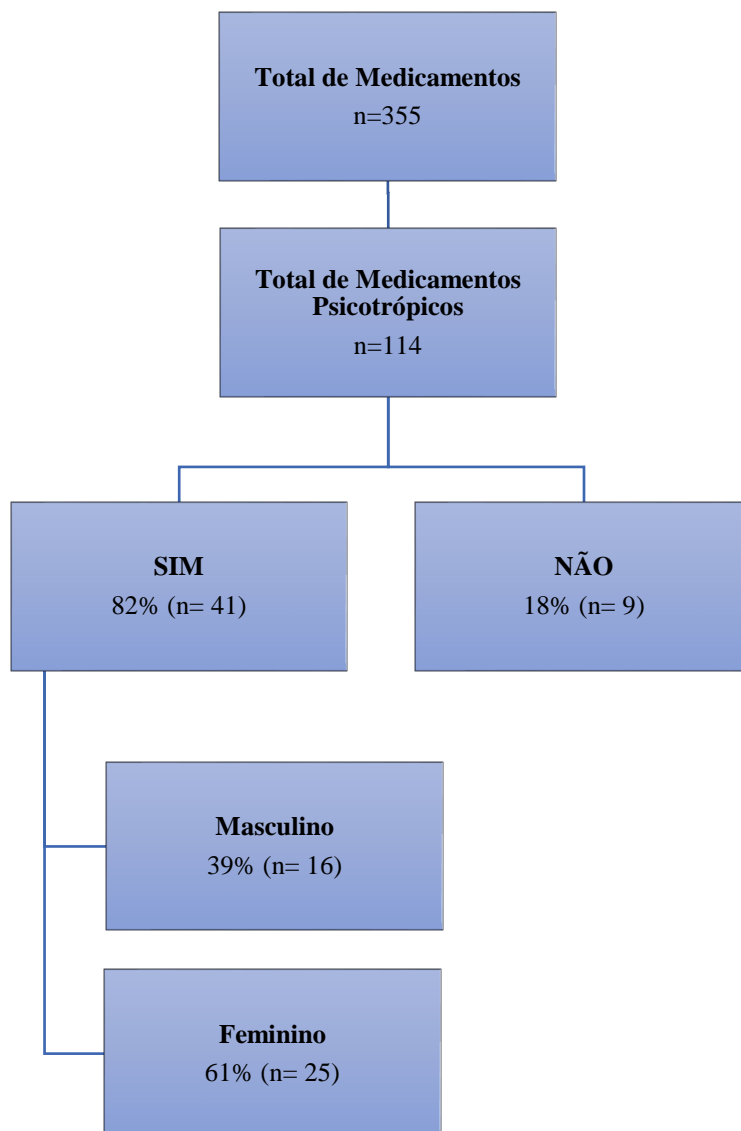 Total de Medicamentos
n=355
Total de Medicamentos
Psicotrópicos
n=114
SIM
82% (n= 41)
NÃO
18% (n= 9)
Masculino
39% (n= 16)
Feminino
61% (n= 25)